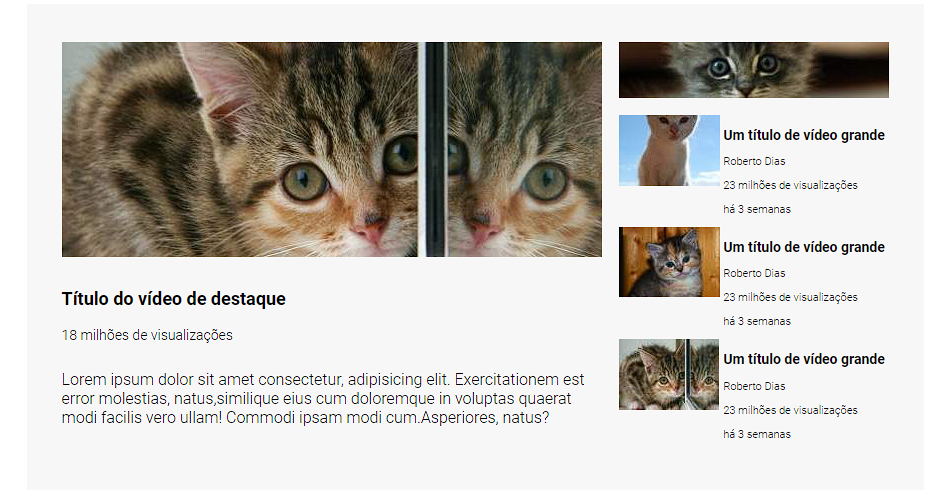 Título do vídeo de destaque
18 milhões de visualizações
Lorem ipsum dolor sit amet consectetur, adipisicing elit. Exercitationem est
error molestias, natus,similique eius cum doloremque in voluptas quaerat
modi facilis vero ullam! Commodi ipsam modi cum.Asperiores, natus?
Um título de vídeo grande
Roberto Dias
23 milhões de visualizações
há 3 semanas
Um título de vídeo grande
Roberto Dias
23 milhões de visualizações
há 3 semanas
Um título de vídeo grande
Roberto Dias
23 milhões de visualizações
há 3 semanas